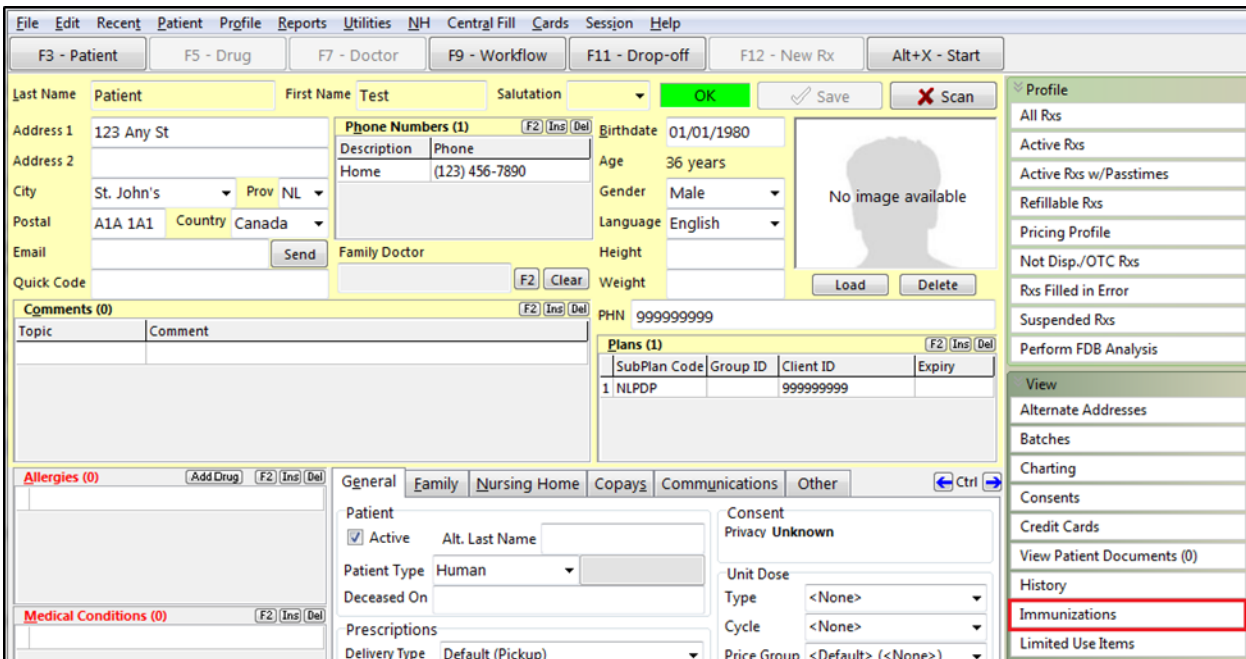 File Edit Recent Patient Profile Reports Utilities NH Central Fill Cards Session Help
F3 - Patient F5 - Drug F7 - Doctor F9 - Workflow F11 - Drop-off F12 - New Rx Alt+X - Start
Last Name Patient First Name Test Salutation OK Save Scan
Address 1 123 Any St
Address 2
City St. John's Prov NL
Postal A1A 1A1 Country Canada
Email Send
Quick Code
Phone Numbers (1) F2 Ins Del
Description Phone
Home (123) 456-7890
Family Doctor
F2 Clear
Birthdate 01/01/1980
Age 36 years
Gender Male
Language English
Height
Weight
No image available
Load Delete
PHN 999999999
Comments (0) F2 Ins Del
Topic Comment
Plans (1) F2 Ins Del
SubPlan Code Group ID Client ID Expiry
1 NLPDP 999999999
Allergies (0) Add Drug F2 Ins Del
Medical Conditions (0) F2 Ins Del
General Family Nursing Home Copays Communications Other Ctrl
Patient
Active Alt. Last Name
Patient Type Human
Deceased On
Prescriptions
Delivery Type Default (Pickup)
Consent
Privacy Unknown
Unit Dose
Type <None>
Cycle <None>
Price Group <Default> (<None>)
Profile
All Rxs
Active Rxs
Active Rxs w/Passtimes
Refillable Rxs
Pricing Profile
Not Disp./OTC Rxs
Rxs Filled in Error
Suspended Rxs
Perform FDB Analysis
View
Alternate Addresses
Batches
Charting
Consents
Credit Cards
View Patient Documents (0)
History
Immunizations
Limited Use Items